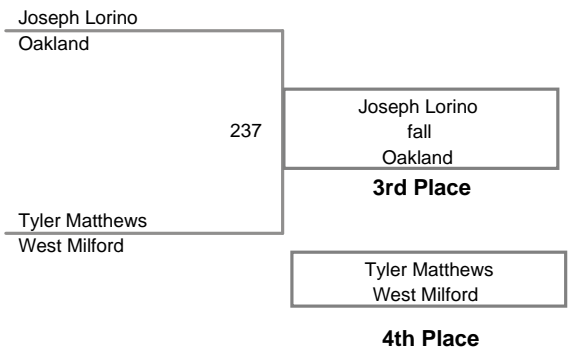 Joseph Lorino
Oakland
237
Joseph Lorino
fall
Oakland
3rd Place
Tyler Matthews
West Milford
Tyler Matthews
West Milford
4th Place